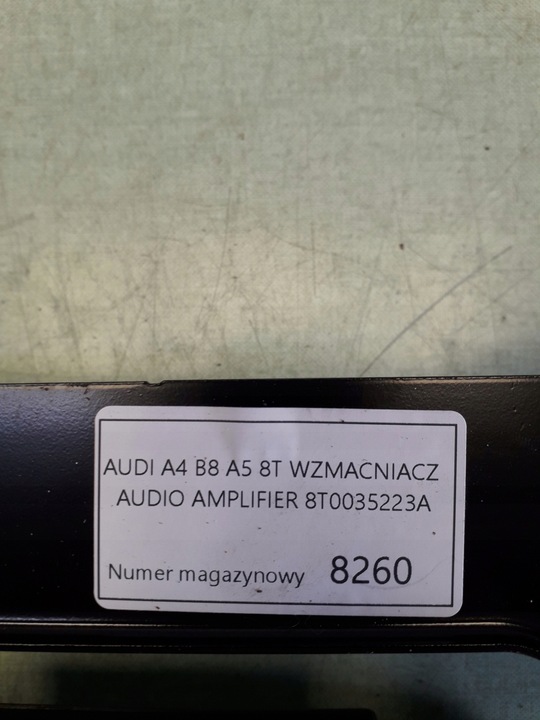 AUDI A4 B8 A5 8T WZMACNIACZ
AUDIO AMPLIFIER 8T0035223A
Numer magazynowy 8260